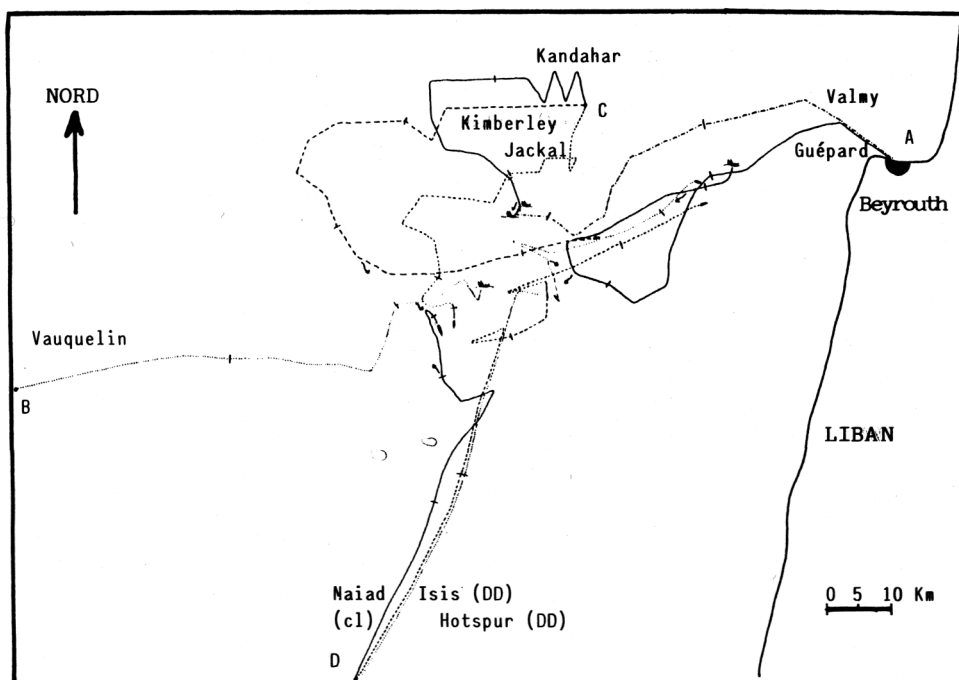 Kandahar
NORD
Valmy
C
Kimberley
A
Jackal
Guépard
Beyrouth
Vauquelin
B
LIBAN
Naiad Isis (DD)
0 5 10 Km
(cl) Hotspur (DD)
D